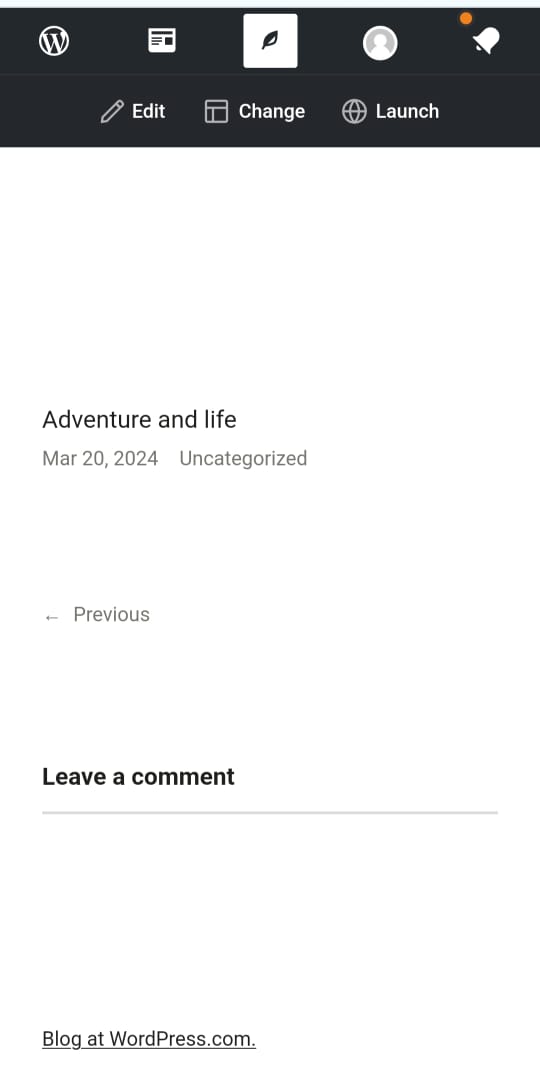 Edit Change Launch
Adventure and life
Mar 20, 2024 Uncategorized
← Previous
Leave a comment
Blog at WordPress.com.